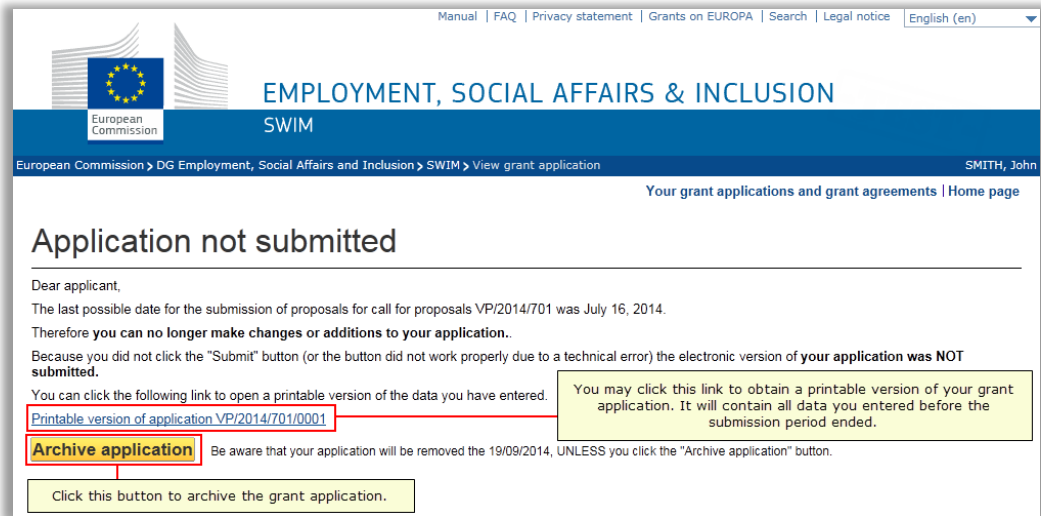 Manual | FAQ | Privacy statement | Grants on EUROPA | Search | Legal notice English (en)
European
Commission
EMPLOYMENT, SOCIAL AFFAIRS & INCLUSION
SWIM
European Commission > DG Employment, Social Affairs and Inclusion > SWIM > View grant application SMITH, John
Your grant applications and grant agreements | Home page
Application not submitted
Dear applicant,
The last possible date for the submission of proposals for call for proposals VP/2014/701 was July 16, 2014.
Therefore you can no longer make changes or additions to your application..
Because you did not click the "Submit" button (or the button did not work properly due to a technical error) the electronic version of your application was NOT
submitted.
You can click the following link to open a printable version of the data you have entered.
Printable version of application VP/2014/701/0001
You may click this link to obtain a printable version of your grant
application. It will contain all data you entered before the
submission period ended.
Archive application Be aware that your application will be removed the 19/09/2014, UNLESS you click the "Archive application" button.
Click this button to archive the grant application.